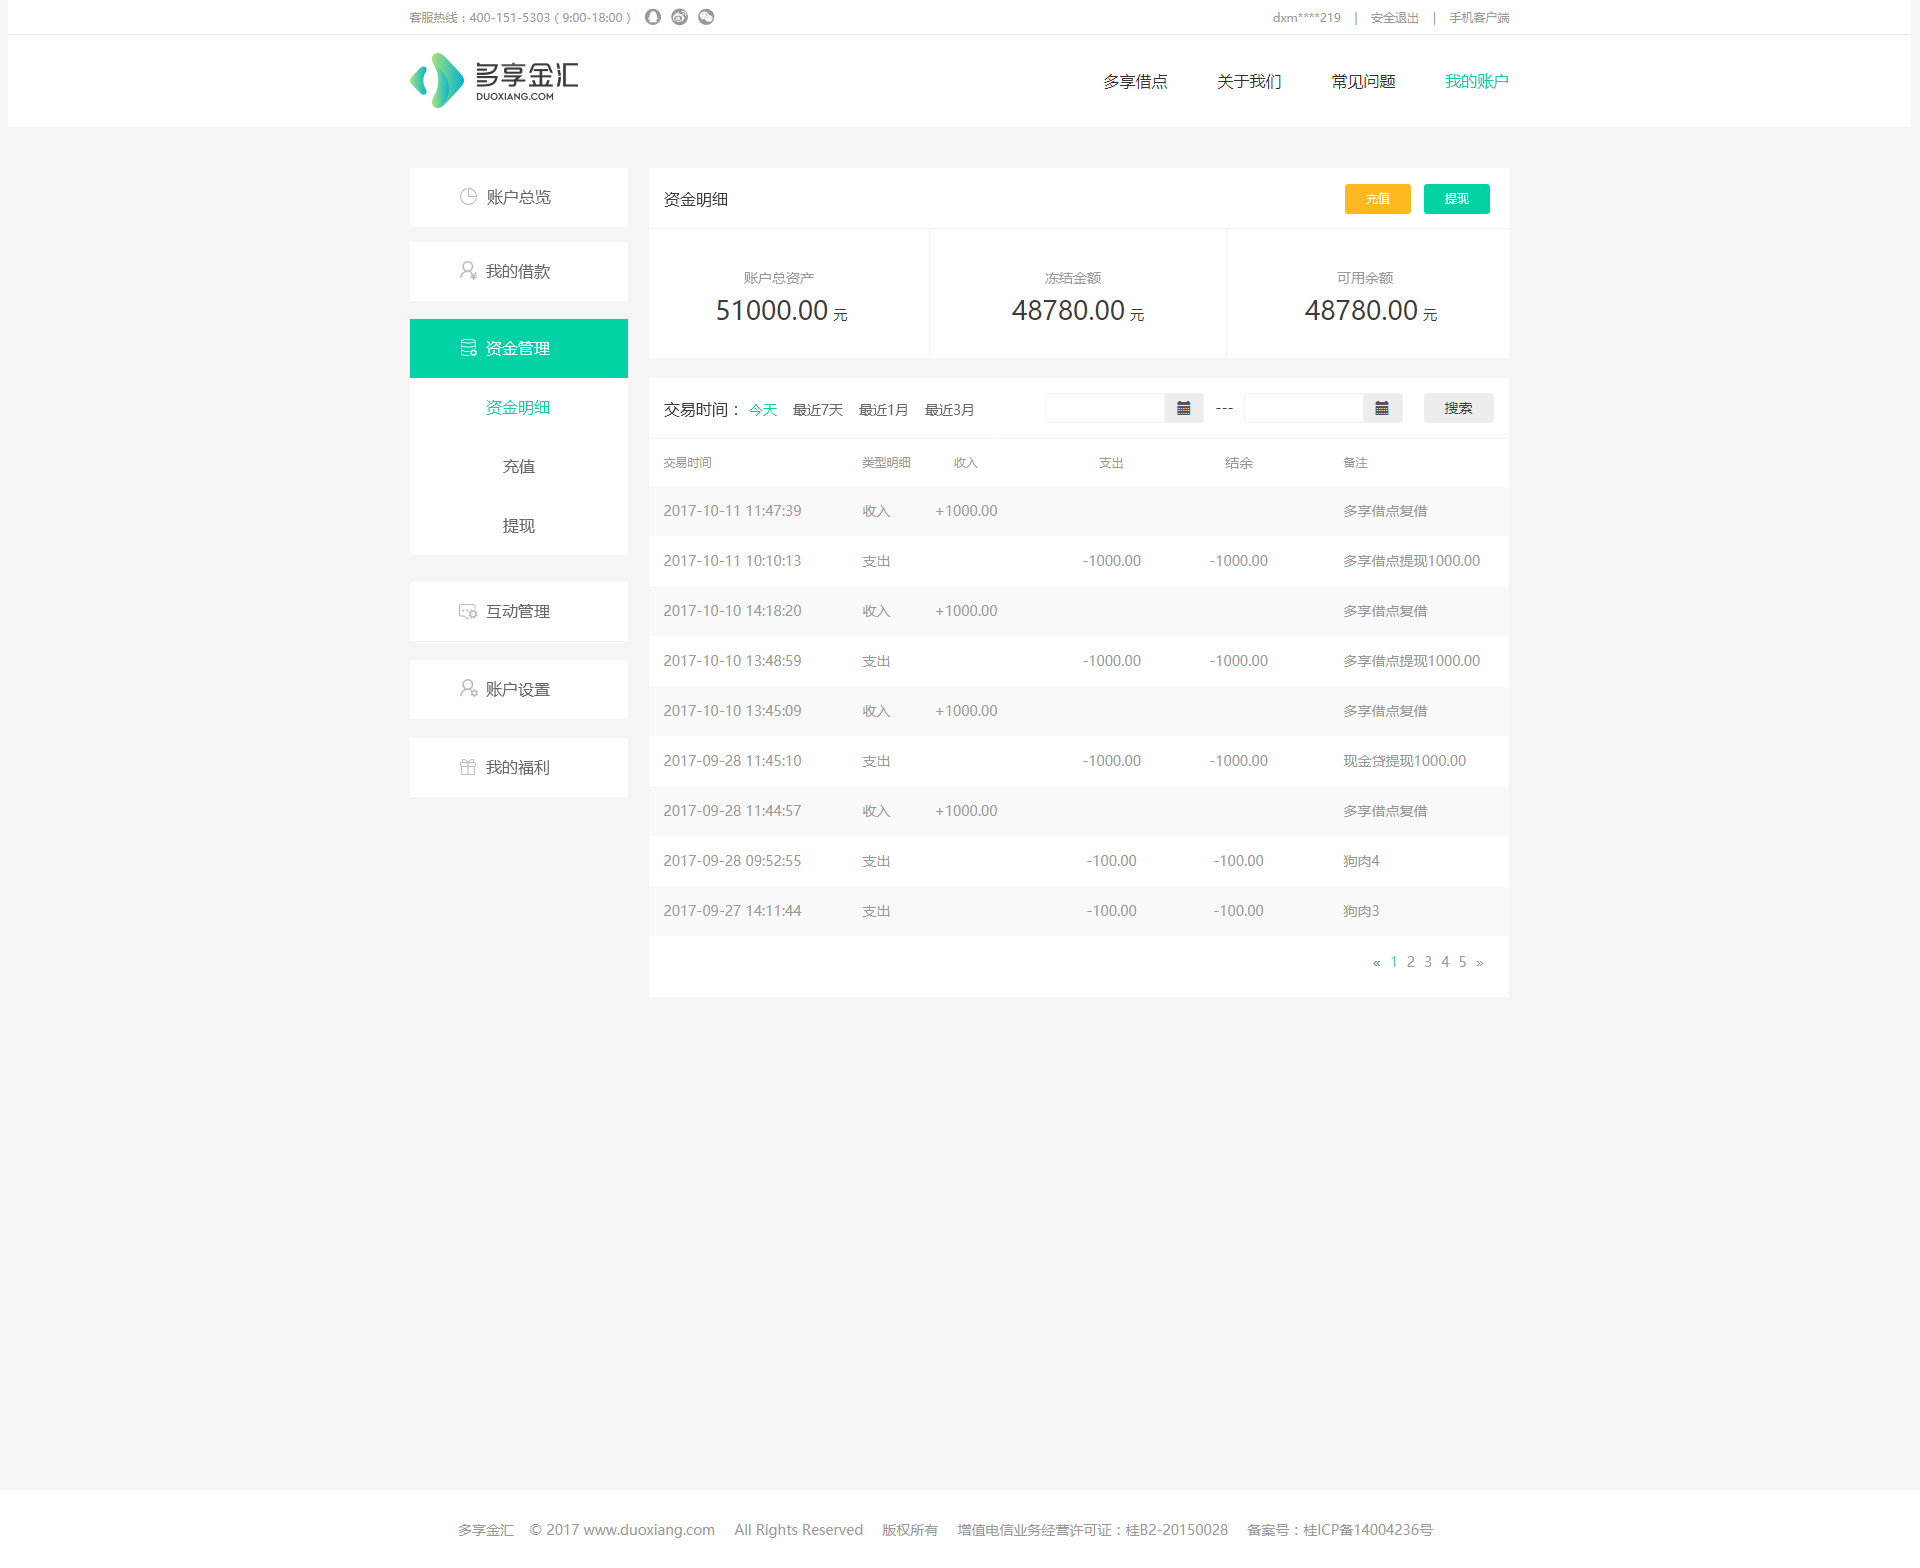 客服热线：400-151-5303（9:00-18:00）
dxm****219 | 安全退出 | 手机客户端
多享金汇
DUOXIANG.COM
多享借点 关于我们 常见问题 我的账户
账户总览
我的借款
资金管理
资金明细
充值
提现
互动管理
账户设置
我的福利
资金明细 充值 提现
账户总资产 冻结金额 可用余额
51000.00 元 48780.00 元 48780.00 元
交易时间： 今天 最近7天 最近1月 最近3月 --- 搜索
交易时间 类型明细 收入 支出 结余 备注
2017-10-11 11:47:39 收入 +1000.00 多享借点复借
2017-10-11 10:10:13 支出 -1000.00 -1000.00 多享借点提现1000.00
2017-10-10 14:18:20 收入 +1000.00 多享借点复借
2017-10-10 13:48:59 支出 -1000.00 -1000.00 多享借点提现1000.00
2017-10-10 13:45:09 收入 +1000.00 多享借点复借
2017-09-28 11:45:10 支出 -1000.00 -1000.00 现金贷提现1000.00
2017-09-28 11:44:57 收入 +1000.00 多享借点复借
2017-09-28 09:52:55 支出 -100.00 -100.00 狗肉4
2017-09-27 14:11:44 支出 -100.00 -100.00 狗肉3
« 1 2 3 4 5 »
多享金汇 © 2017 www.duoxiang.com All Rights Reserved 版权所有 增值电信业务经营许可证：桂B2-20150028 备案号：桂ICP备14004236号